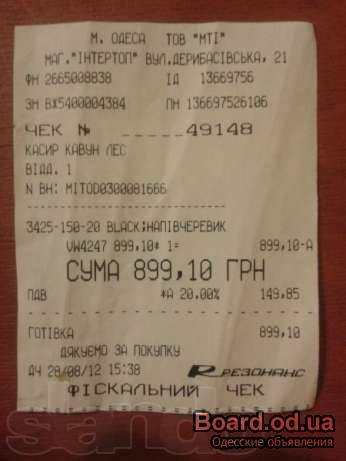 М. ОДЕСА ТОВ "МТІ"
МАГ."ІНТЕРТОП" ВУЛ.ДЕРИБАСІВСЬКА, 21
ФН 2665008838 ІД 13669756
ЗН ВХ5400004384 ПН 136697526106
ЧЕК № _____49148
КАСИР КАВУН ЛЕС
ВІДД. 1
N ВН: MITOD0300081666
3425-150-20 BLACK;НАПІВЧЕРЕВИК
VW4247 899,10* 1= 899,10-А
СУМА 899,10 ГРН
ПДВ *А 20.00% 149,85
ГОТІВКА 899,10
ДЯКУЄМО ЗА ПОКУПКУ
ДЧ 28/08/12 15:38 РЕЗОНАНС
ФІСКАЛЬНИЙ ЧЕК
Board.od.ua
Одесские объявления